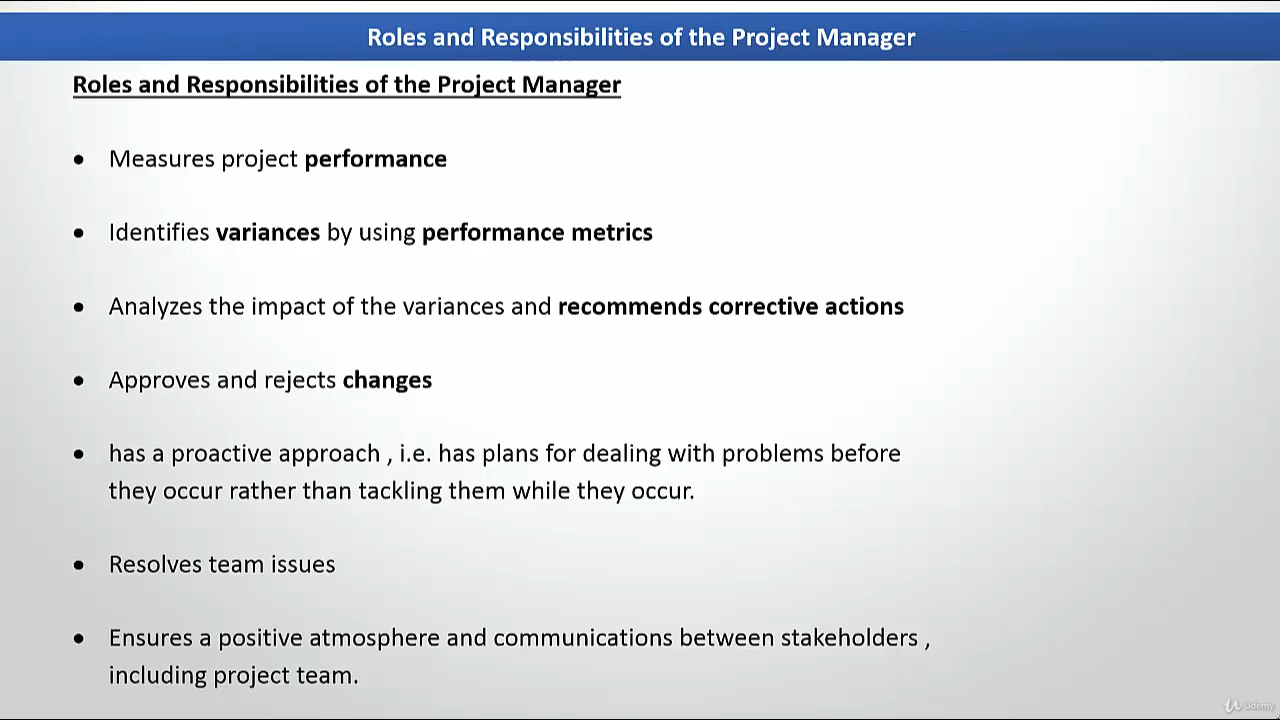 Roles and Responsibilities of the Project Manager
Roles and Responsibilities of the Project Manager
• Measures project performance
• Identifies variances by using performance metrics
• Analyzes the impact of the variances and recommends corrective actions
• Approves and rejects changes
• has a proactive approach , i.e. has plans for dealing with problems before
they occur rather than tackling them while they occur.
• Resolves team issues
• Ensures a positive atmosphere and communications between stakeholders ,
including project team.
Udemy